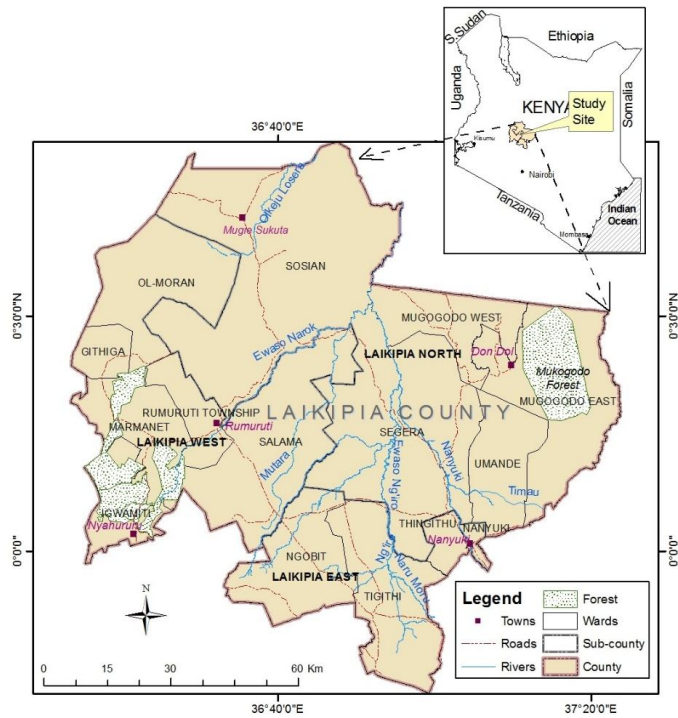 S.Sudan
Ethiopia
Uganda
KENYA
Study
Site
Somalia
Kisumu
Nairobi
Tanzania
Mombasa
Indian
Ocean
36°40'0"E
Olkeju Losera
Mugie Sukuta
SOSIAN
OL-MORAN
0°30'0"N
0°30'0"N
MUGOGODO WEST
Ewaso Narok
GITHIGA
LAIKIPIA NORTH
Don Dol
Mukogodo
Forest
MUGOGODO EAST
RUMURUTI TOWNSHIP
LAIKIPIA COUNTY
MARMANET
Rumuruti
LAIKIPIA WEST
SALAMA
SEGERA
Mutara
Ewaso Ng'iro
Nanyuki
UMANDE
Timau
IGWAMITI
Nyahururu
THINGITHU
NANYUKI
Nanyuki
0°0'0"
0°0'0"
NGOBIT
Ng'iro
Naru Moru
LAIKIPIA EAST
TIGITHI
N
Legend
Towns
Roads
Rivers
Forest
Wards
Sub-county
County
0 15 30 60 Km
36°40'0"E
37°20'0"E